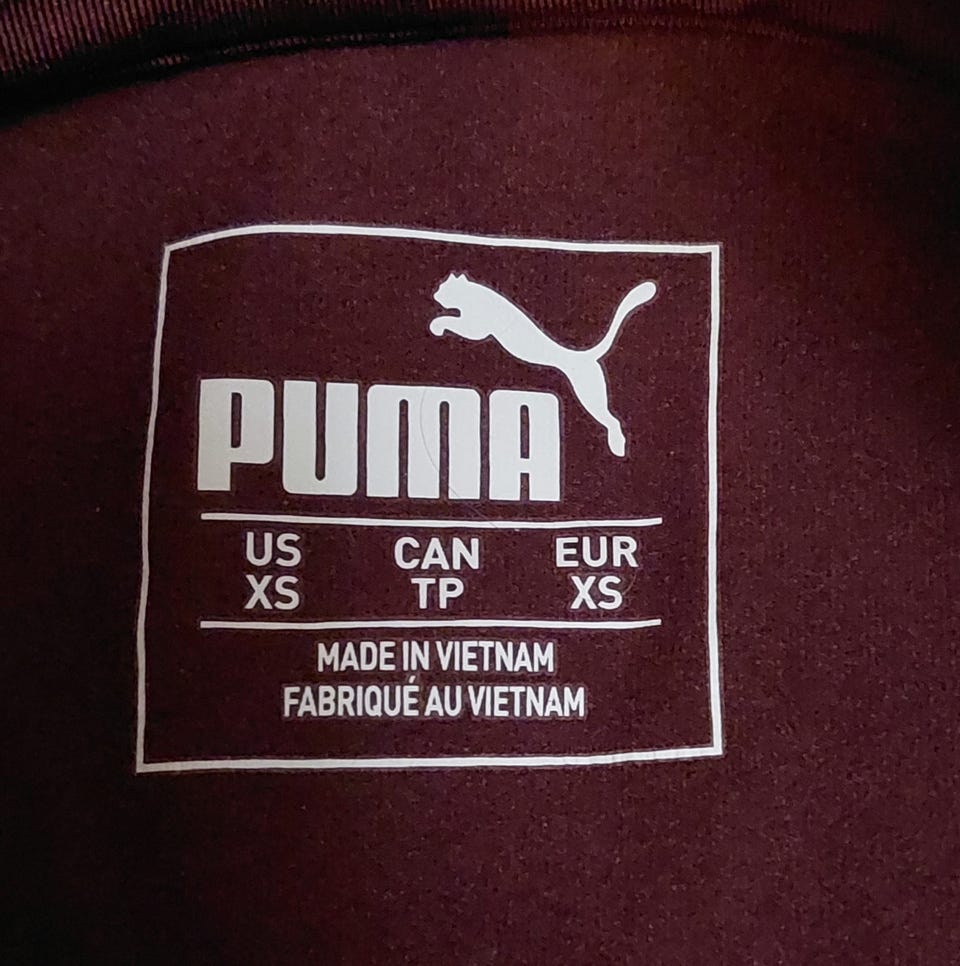 PUMA
US CAN EUR
XS TP XS
MADE IN VIETNAM
FABRIQUÉ AU VIETNAM